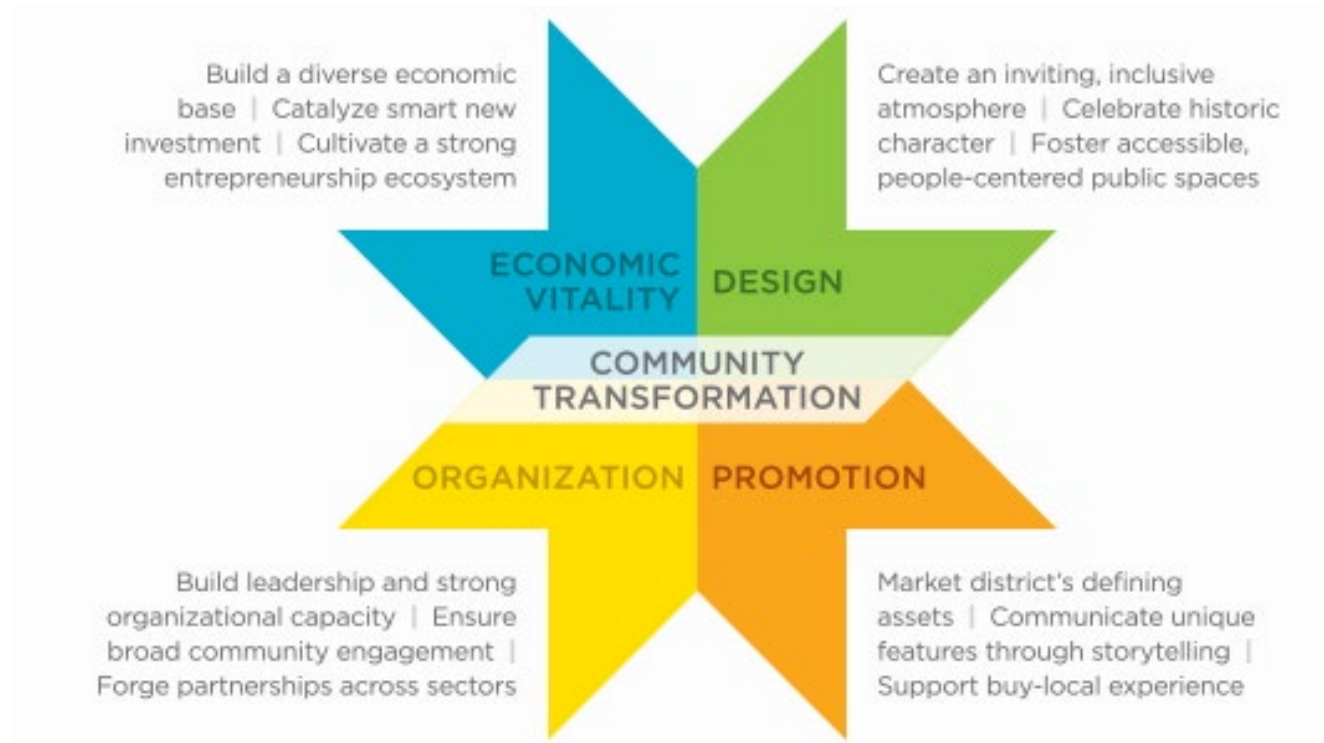 Build a diverse economic
base | Catalyze smart new
investment | Cultivate a strong
entrepreneurship ecosystem
Create an inviting, inclusive
atmosphere | Celebrate historic
character | Foster accessible,
people-centered public spaces
ECONOMIC
VITALITY
DESIGN
COMMUNITY
TRANSFORMATION
ORGANIZATION
PROMOTION
Build leadership and strong
organizational capacity | Ensure
broad community engagement |
Forge partnerships across sectors
Market district's defining
assets | Communicate unique
features through storytelling |
Support buy-local experience